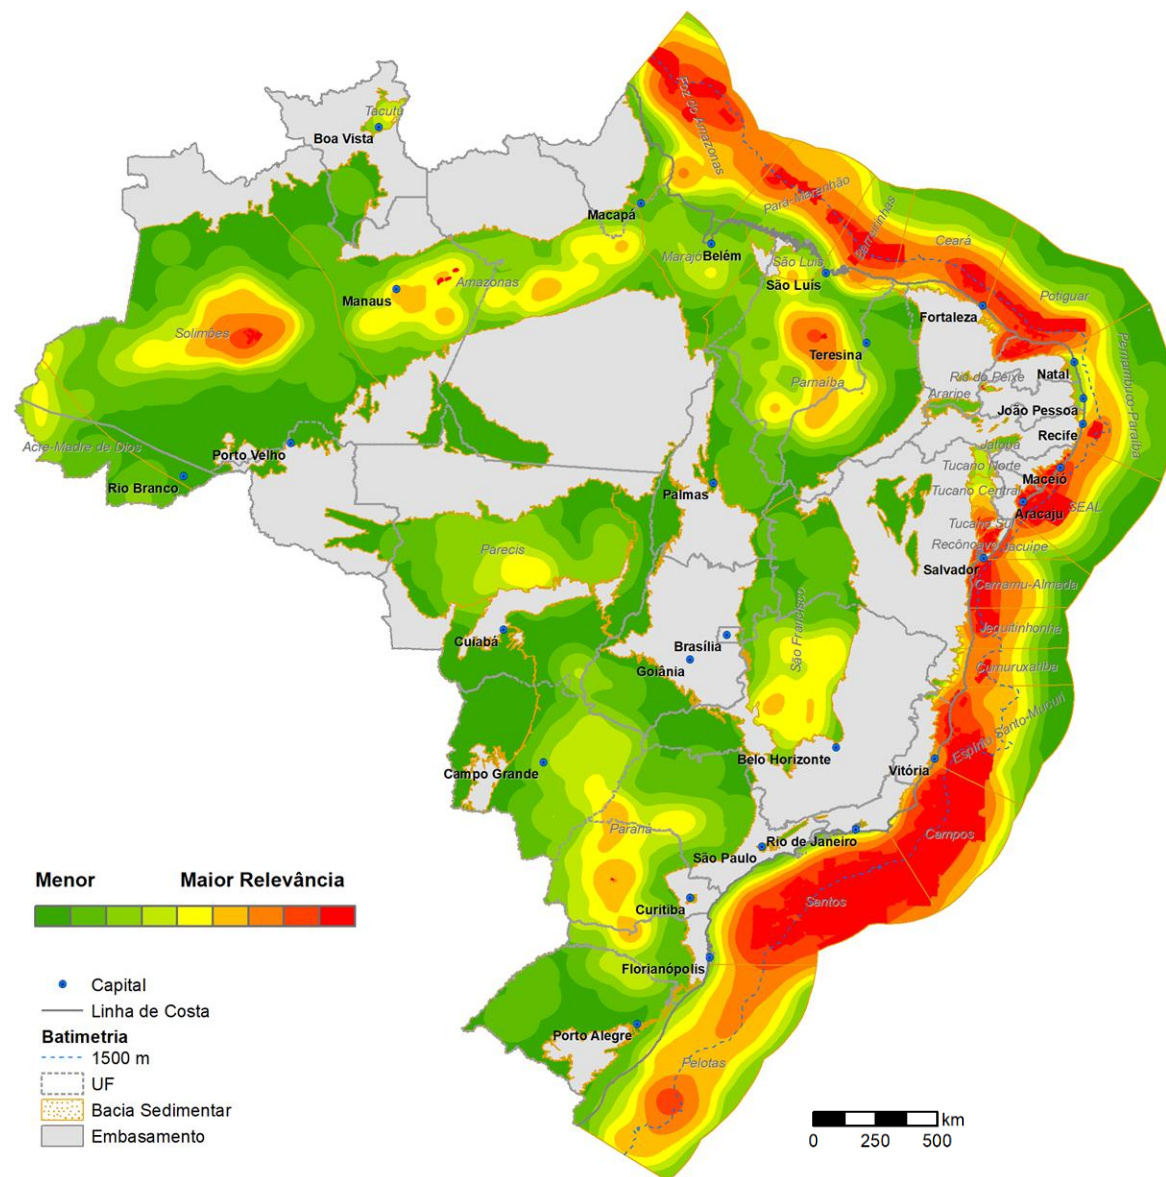 Tacutu
Boa Vista
Foz do Amazonas
Macapá
Pará-Maranhão
Barreirinhas
Ceará
Marajó
Belém
São Luís
São Luís
Amazonas
Manaus
Potiguar
Fortaleza
Solimões
Teresina
Parnaíba
Pernambuco-Paraíba
Rio do Peixe
Natal
Araripe
João Pessoa
Recife
Acre-Madre de Dios
Porto Velho
Jatobá
Tucano Norte
Maceió
Rio Branco
Palmas
Tucano Central
Aracaju
SEAL
Tucano Sul
Parecis
Recôncavo
Jacuípe
Salvador
Camamu-Almada
Cuiabá
Brasília
São Francisco
Jequitinhonha
Goiânia
Cumuruxatiba
Espírito Santo-Mucuri
Belo Horizonte
Vitória
Campo Grande
Paraná
Rio de Janeiro
Campos
São Paulo
Curitiba
Santos
Florianópolis
Porto Alegre
Pelotas
Menor Maior Relevância
Capital
Linha de Costa
Batimetria
1500 m
UF
Bacia Sedimentar
Embasamento
km
0 250 500